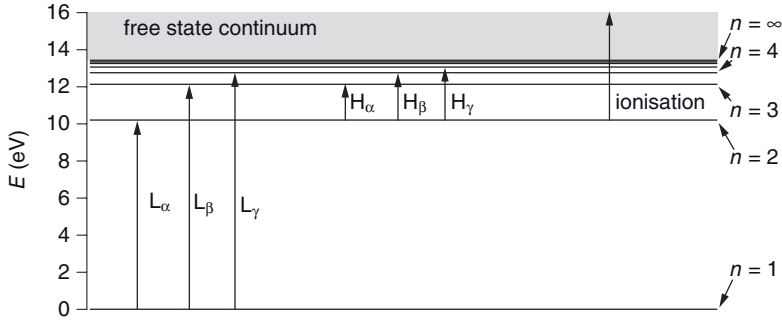 16
free state continuum
n = ∞
14
n = 4
12
Hα
Hβ
Hγ
ionisation
n = 3
10
n = 2
E (eV)
8
6
Lα
Lβ
Lγ
4
2
n = 1
0